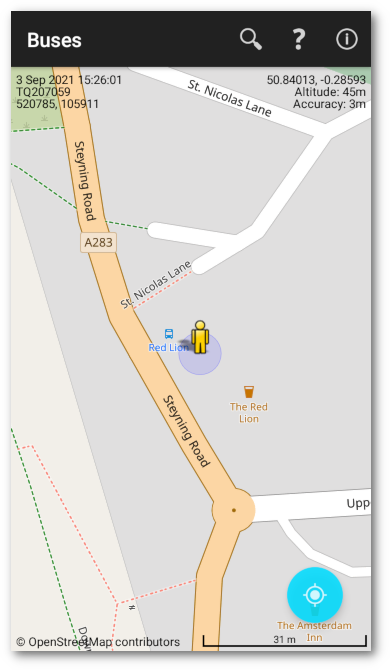 Buses
3 Sep 2021 15:26:01
TQ207059
520785, 105911
50.84013, -0.28593
Altitude: 45m
Accuracy: 3m
St. Nicolas Lane
Steyning Road
A283
St. Nicolas Lane
Red Lion
The Red
Lion
Steyning Road
Upp
The Amsterdam
Inn
Dow
© OpenStreetMap contributors
31 m